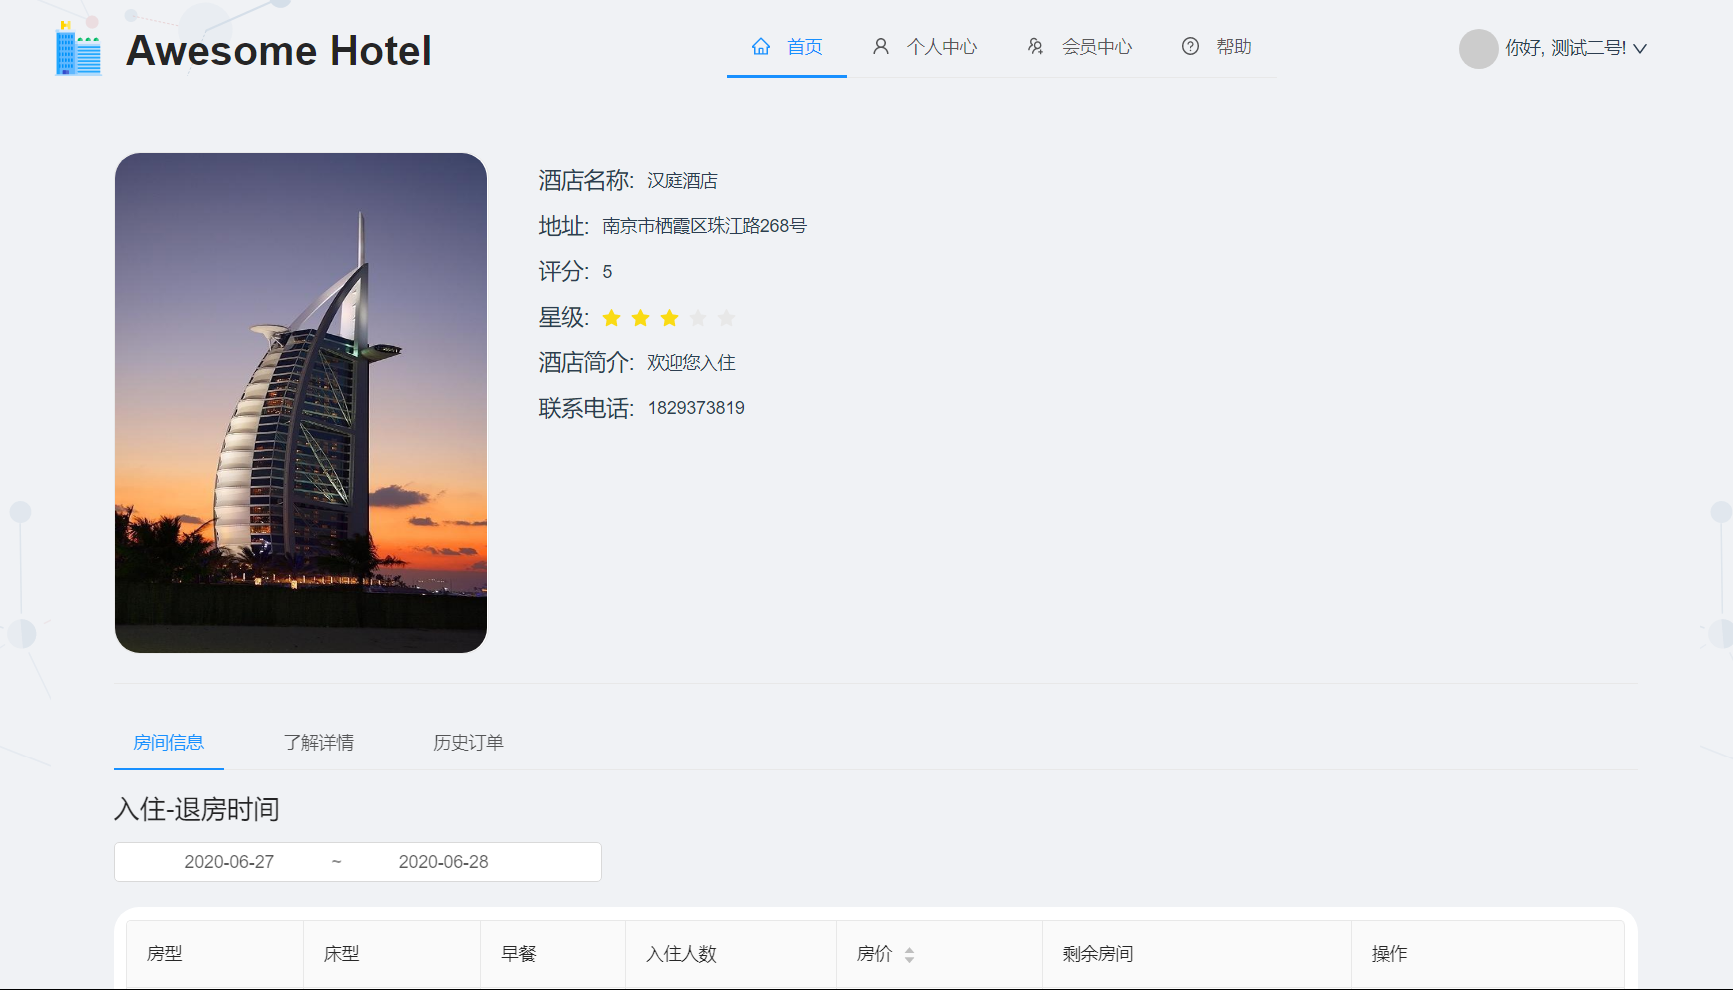 Awesome Hotel
首页 个人中心 会员中心 帮助
你好, 测试二号!
酒店名称: 汉庭酒店
地址: 南京市栖霞区珠江路268号
评分: 5
星级:
酒店简介: 欢迎您入住
联系电话: 1829373819
房间信息 了解详情 历史订单
入住-退房时间
2020-06-27 ~ 2020-06-28
房型 床型 早餐 入住人数 房价 剩余房间 操作